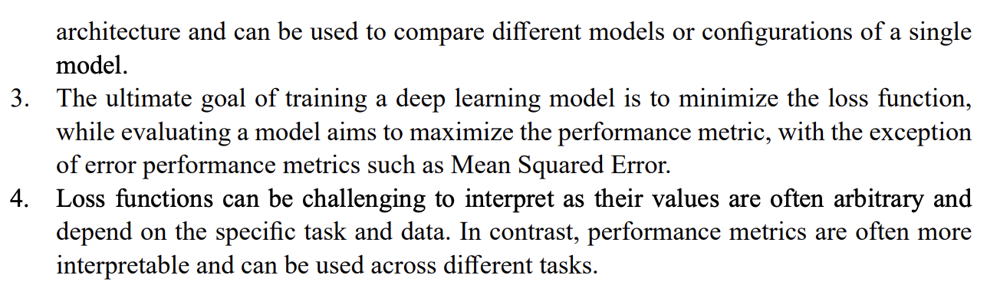 architecture and can be used to compare different models or configurations of a single
model.
3. The ultimate goal of training a deep learning model is to minimize the loss function,
while evaluating a model aims to maximize the performance metric, with the exception
of error performance metrics such as Mean Squared Error.
4. Loss functions can be challenging to interpret as their values are often arbitrary and
depend on the specific task and data. In contrast, performance metrics are often more
interpretable and can be used across different tasks.